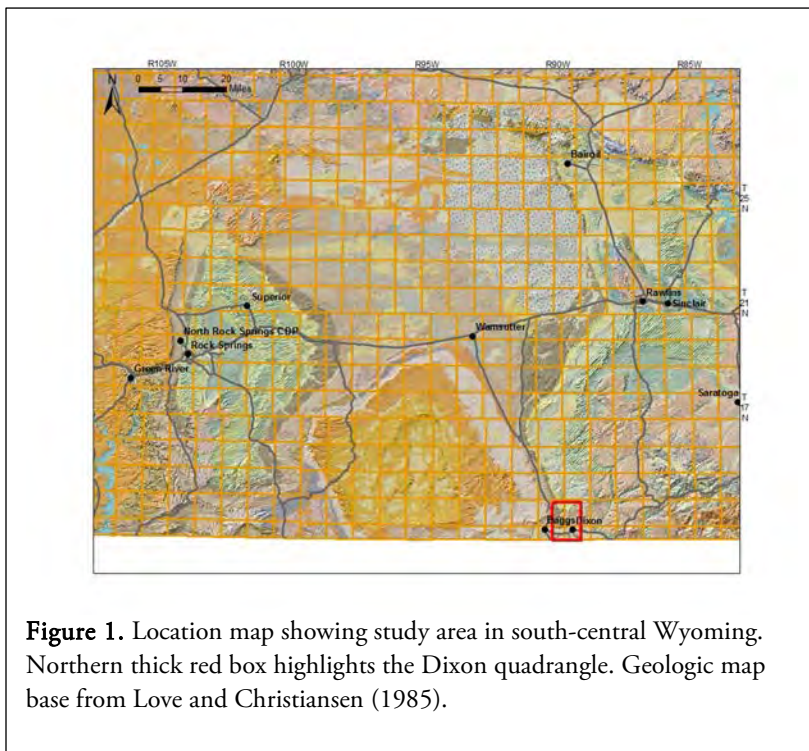 R105W R100W R95W R90W R85W
N
0 5 10 20
Miles
Bairoil
T
25
N
Superior
Rawlins
Sinclair
T
21
N
North Rock Springs CDP
Rock Springs
Wamsutter
Green River
Saratoga
T
17
N
Baggs Dixon
Figure 1. Location map showing study area in south-central Wyoming.
Northern thick red box highlights the Dixon quadrangle. Geologic map
base from Love and Christiansen (1985).